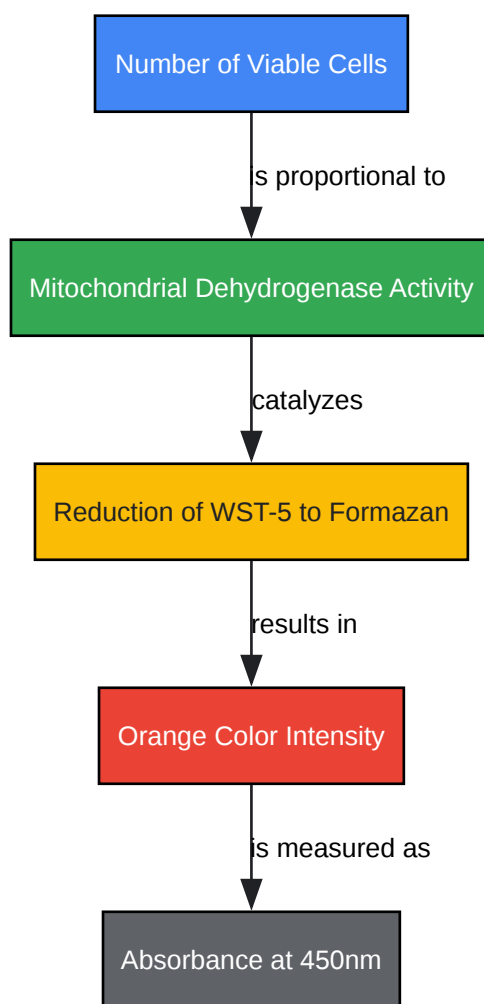 Number of Viable Cells
is proportional to
Mitochondrial Dehydrogenase Activity
catalyzes
Reduction of WST-5 to Formazan
results in
Orange Color Intensity
is measured as
Absorbance at 450nm